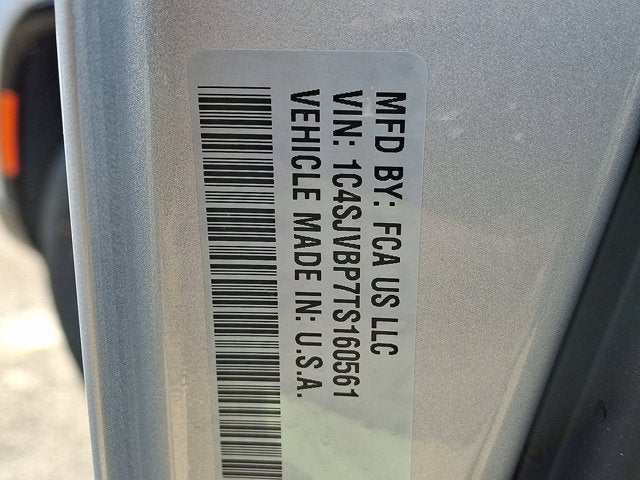 MFD BY: FCA US LLC
VIN: 1C4SJVBP7TS160561
VEHICLE MADE IN: U.S.A.